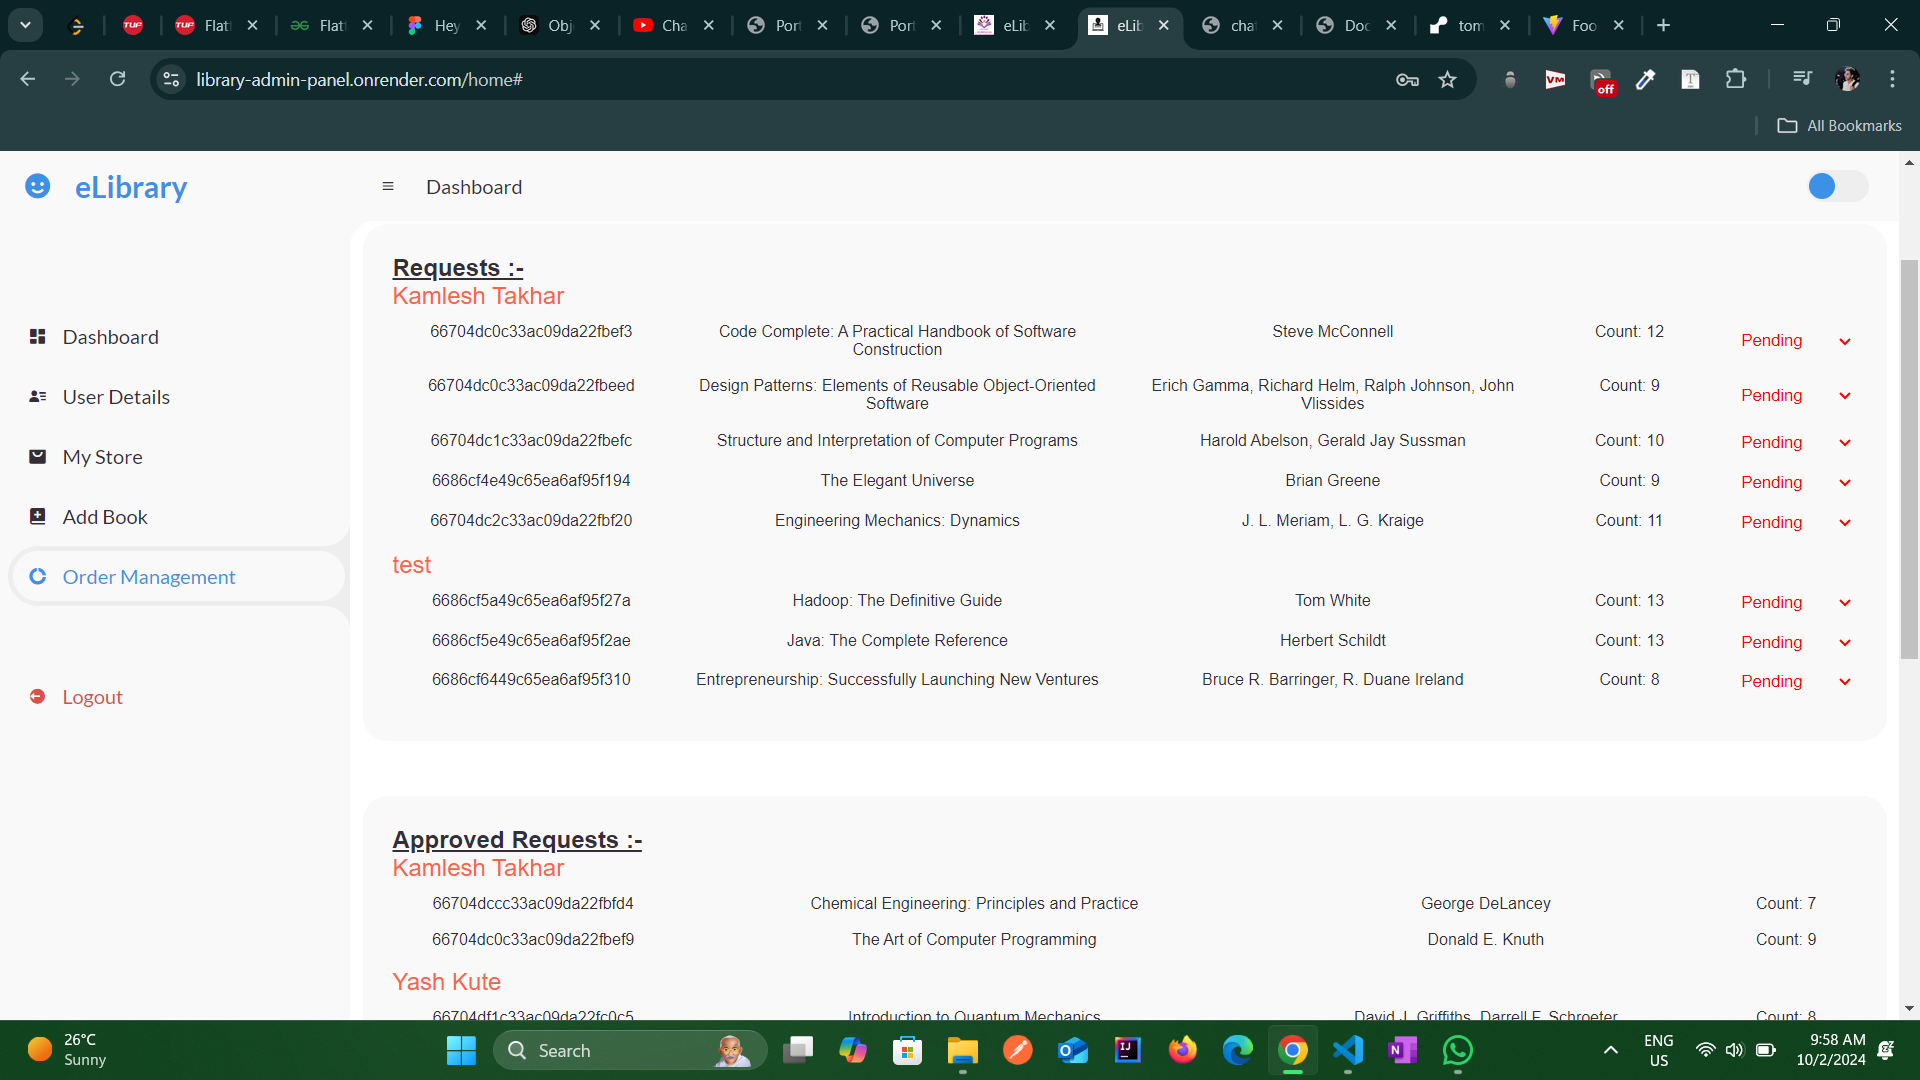 Flat
Flat
Hey
Obj
Cha
Port
Port
eLib
eLib
chat
Doc
tom
Foo
library-admin-panel.onrender.com/home#
VM
off
All Bookmarks
eLibrary
Dashboard
Dashboard
User Details
My Store
Add Book
Order Management
Logout
Requests :-
Kamlesh Takhar
66704dc0c33ac09da22fbef3 Code Complete: A Practical Handbook of Software Construction Steve McConnell Count: 12 Pending
66704dc0c33ac09da22fbeed Design Patterns: Elements of Reusable Object-Oriented Software Erich Gamma, Richard Helm, Ralph Johnson, John Vlissides Count: 9 Pending
66704dc1c33ac09da22fbefc Structure and Interpretation of Computer Programs Harold Abelson, Gerald Jay Sussman Count: 10 Pending
6686cf4e49c65ea6af95f194 The Elegant Universe Brian Greene Count: 9 Pending
66704dc2c33ac09da22fbf20 Engineering Mechanics: Dynamics J. L. Meriam, L. G. Kraige Count: 11 Pending
test
6686cf5a49c65ea6af95f27a Hadoop: The Definitive Guide Tom White Count: 13 Pending
6686cf5e49c65ea6af95f2ae Java: The Complete Reference Herbert Schildt Count: 13 Pending
6686cf6449c65ea6af95f310 Entrepreneurship: Successfully Launching New Ventures Bruce R. Barringer, R. Duane Ireland Count: 8 Pending
Approved Requests :-
Kamlesh Takhar
66704dccc33ac09da22fbfd4 Chemical Engineering: Principles and Practice George DeLancey Count: 7
66704dc0c33ac09da22fbef9 The Art of Computer Programming Donald E. Knuth Count: 9
Yash Kute
66704df1c33ac09da22fc0c5 Introduction to Quantum Mechanics David J. Griffiths, Darrell F. Schroeter Count: 8
26°C
Sunny
Search
ENG
US
9:58 AM
10/2/2024